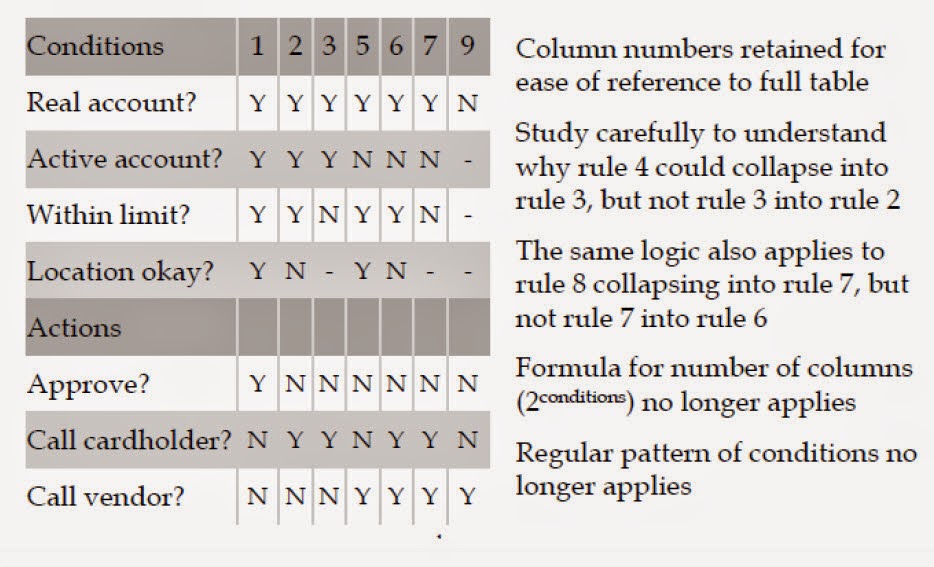 Conditions 1 2 3 5 6 7 9
Real account? Y Y Y Y Y Y N
Active account? Y Y Y N N N -
Within limit? Y Y N Y Y N -
Location okay? Y N - Y N - -
Actions
Approve? Y N N N N N N
Call cardholder? N Y Y N Y Y N
Call vendor? N N N Y Y Y Y
Column numbers retained for
ease of reference to full table
Study carefully to understand
why rule 4 could collapse into
rule 3, but not rule 3 into rule 2
The same logic also applies to
rule 8 collapsing into rule 7, but
not rule 7 into rule 6
Formula for number of columns
(2conditions) no longer applies
Regular pattern of conditions no
longer applies